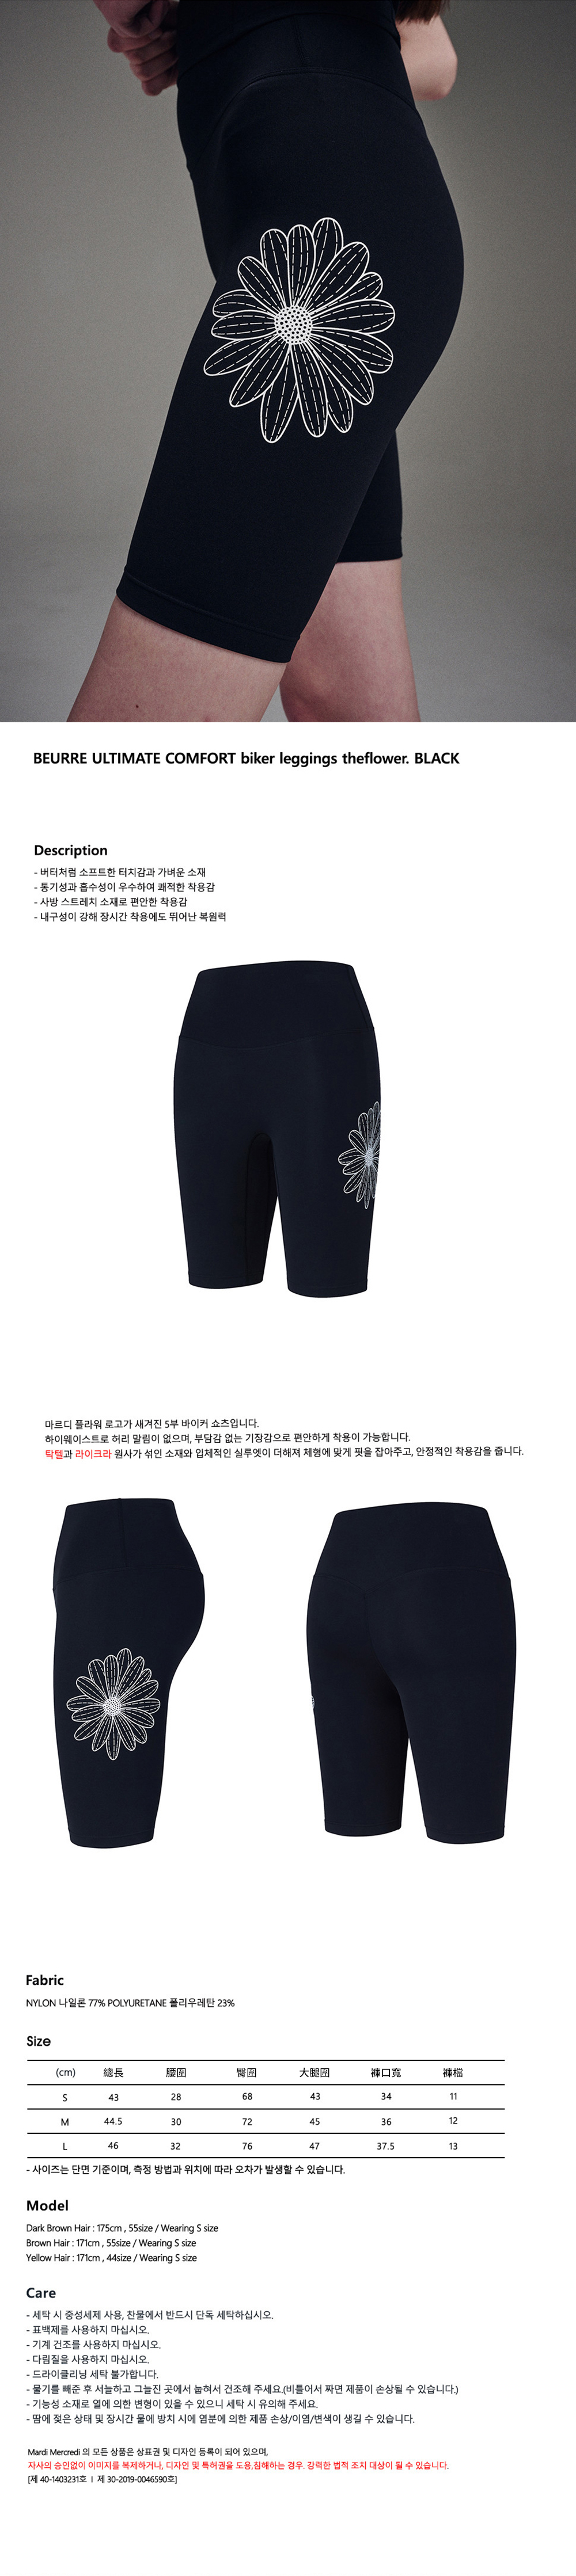 BEURRE ULTIMATE COMFORT biker leggings theflower. BLACK
Description
- 버티처럼 소프트한 터치감과 가벼운 소재
- 통기성과 흡수성이 우수하여 쾌적한 착용감
- 사방 스트레치 소재로 편안한 착용감
- 내구성이 강해 장시간 착용에도 뛰어난 복원력
마르디 플라워 로고가 새겨진 5부 바이커 쇼츠입니다.
하이웨이스트로 허리 말림이 없으며, 부담감 없는 기장감으로 편안하게 착용이 가능합니다.
탁텔과 라이크라 원사가 섞인 소재와 입체적인 실루엣이 더해져 체형에 맞게 핏을 잡아주고, 안정적인 착용감을 줍니다.
Fabric
NYLON 나일론 77% POLYURETANE 폴리우레탄 23%
Size
(cm) 總長 腰圍 臀圍 大腿圍 褲口寬 褲檔
S 43 28 68 43 34 11
M 44.5 30 72 45 36 12
L 46 32 76 47 37.5 13
- 사이즈는 단면 기준이며, 측정 방법과 위치에 따라 오차가 발생할 수 있습니다.
Model
Dark Brown Hair : 175cm , 55size / Wearing S size
Brown Hair : 171cm , 55size / Wearing S size
Yellow Hair : 171cm , 44size / Wearing S size
Care
- 세탁 시 중성세제 사용, 찬물에서 반드시 단독 세탁하십시오.
- 표백제를 사용하지 마십시오.
- 기계 건조를 사용하지 마십시오.
- 다림질을 사용하지 마십시오.
- 드라이클리닝 세탁 불가합니다.
- 물기를 빼준 후 서늘하고 그늘진 곳에서 눕혀서 건조해 주세요.(비틀어서 짜면 제품이 손상될 수 있습니다.)
- 기능성 소재로 열에 의한 변형이 있을 수 있으니 세탁 시 유의해 주세요.
- 땀에 젖은 상태 및 장시간 물에 방치 시에 염분에 의한 제품 손상/이염/변색이 생길 수 있습니다.
Mardi Mercredi 의 모든 상품은 상표권 및 디자인 등록이 되어 있으며,
자사의 승인없이 이미지를 복제하거나, 디자인 및 특허권을 도용,침해하는 경우. 강력한 법적 조치 대상이 될 수 있습니다.
[제 40-1403231호 I 제 30-2019-0046590호]